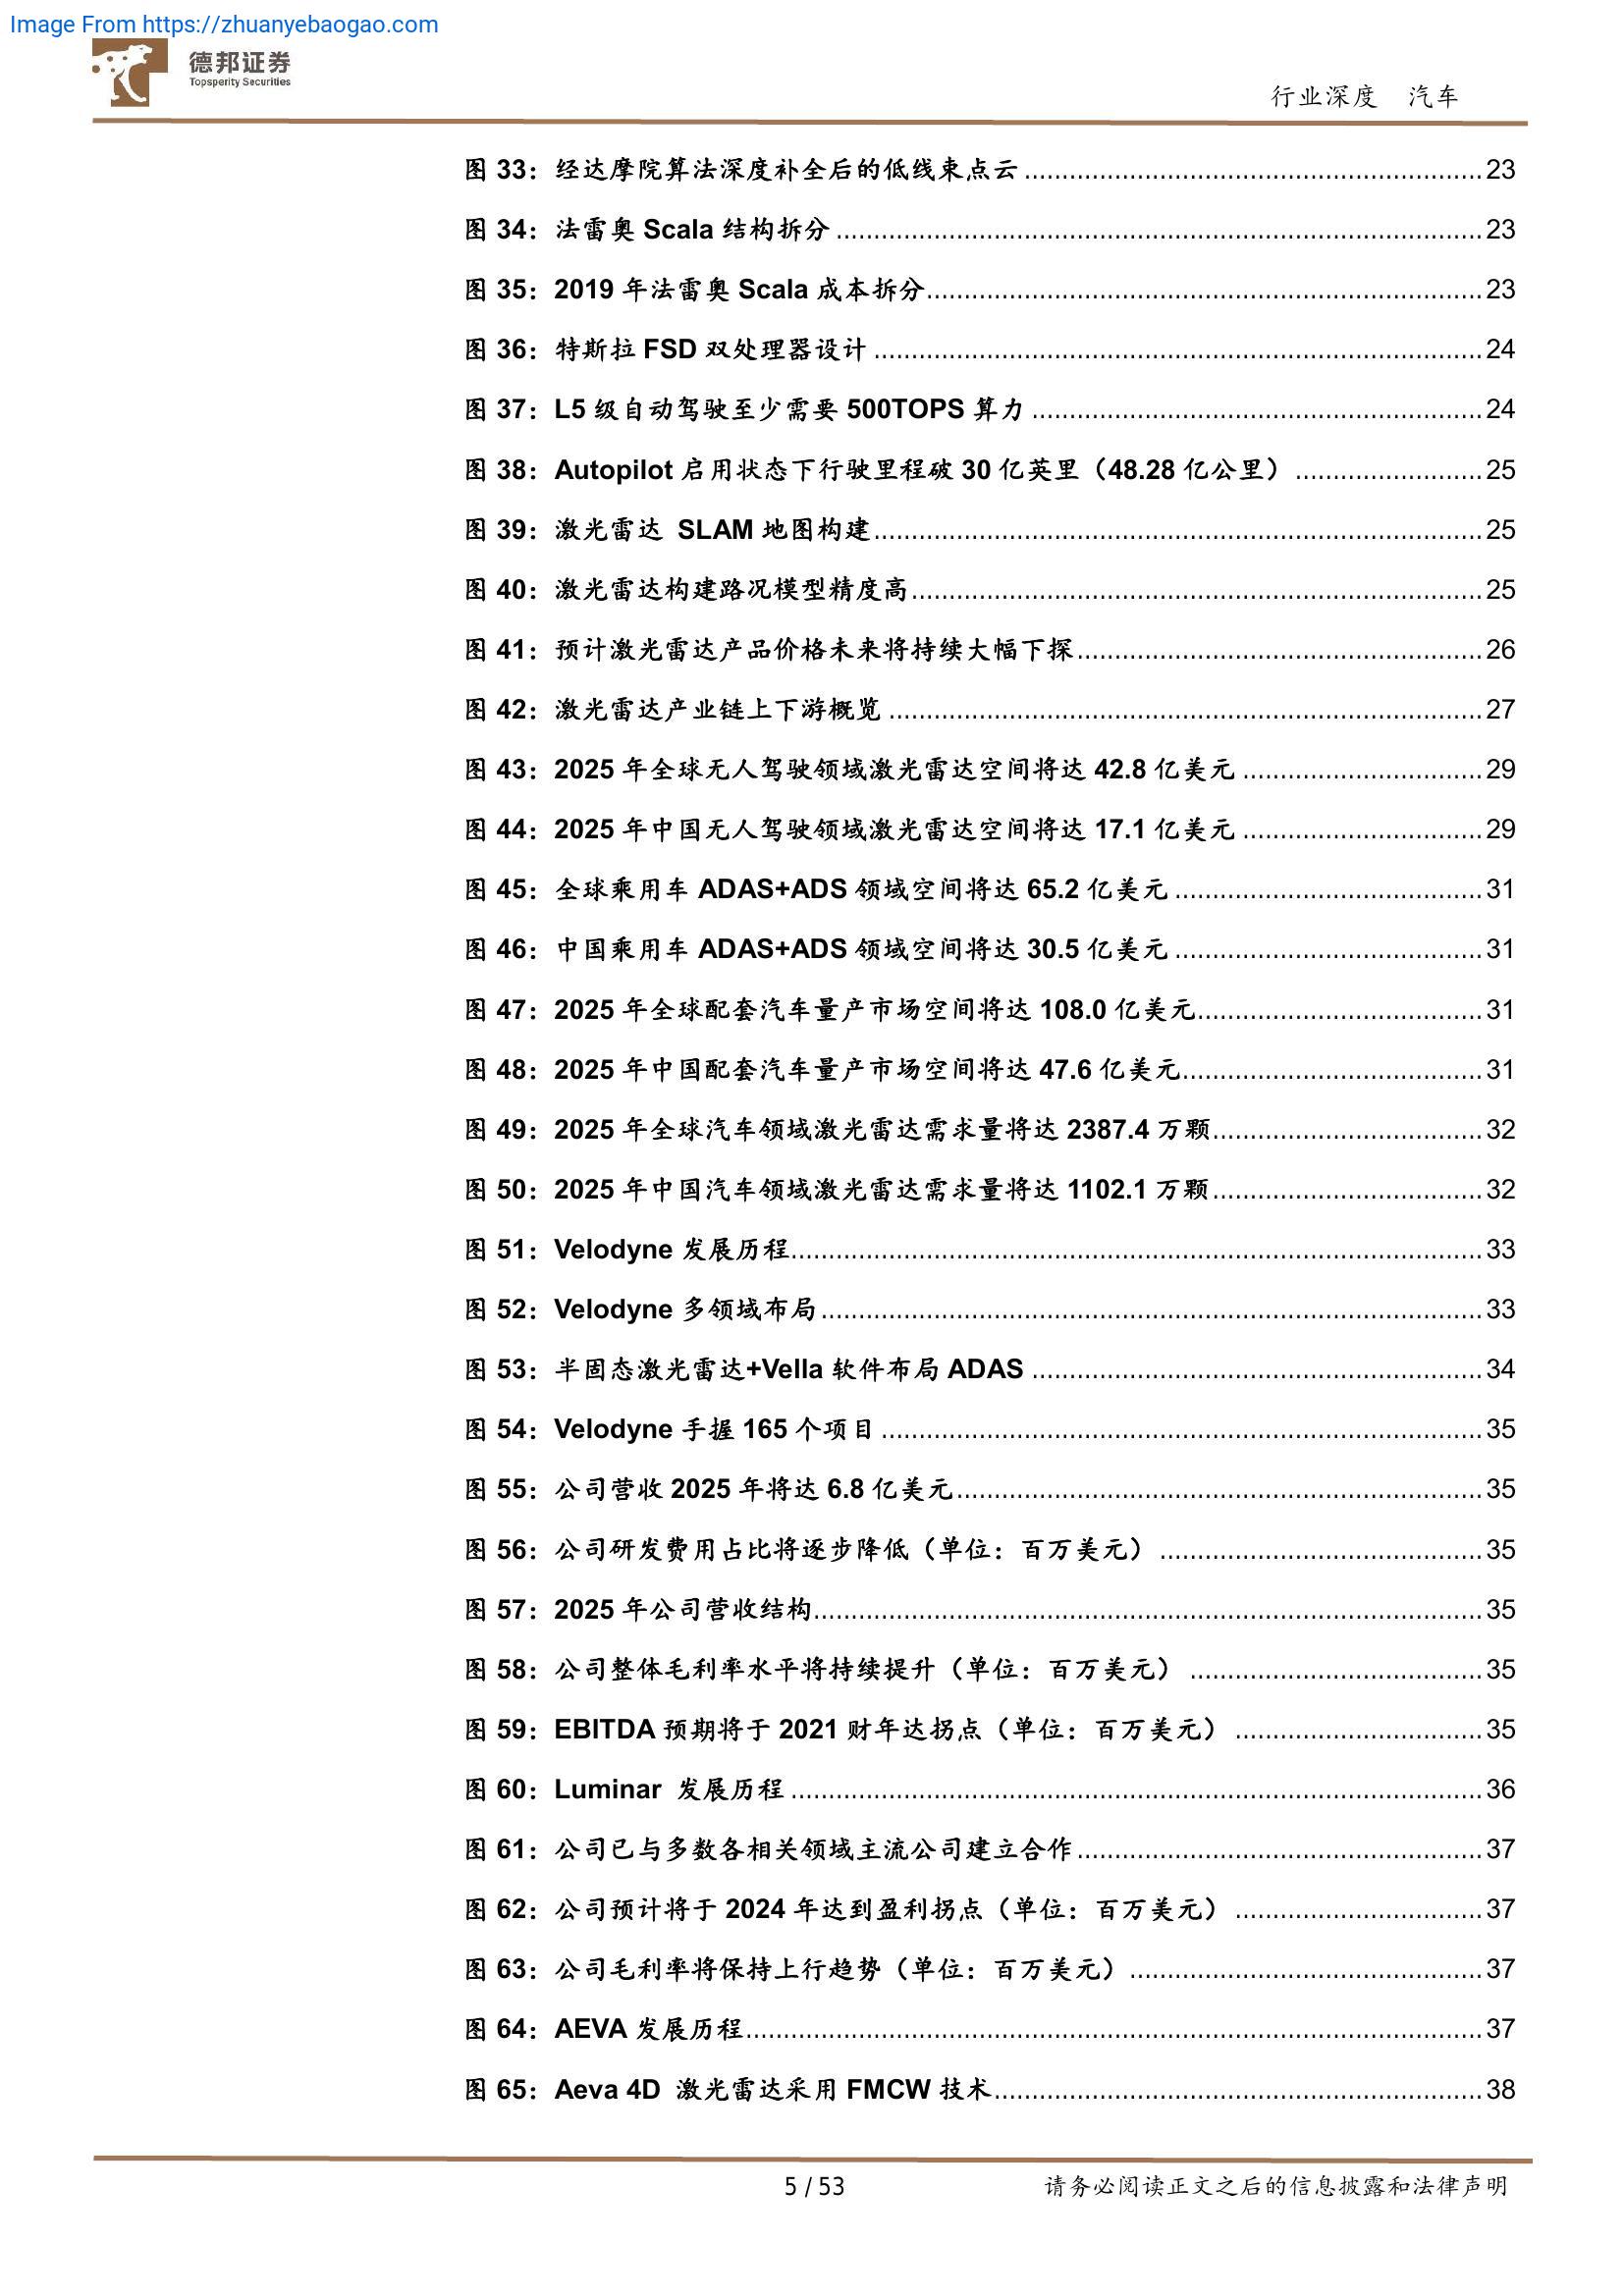 Image From https://zhuanyebaogao.com
德邦证券
Topsperity Securities
行业深度 汽车
图 33：经达摩院算法深度补全后的低线束点云 23
图 34：法雷奥 Scala 结构拆分 23
图 35：2019 年法雷奥 Scala 成本拆分 23
图 36：特斯拉 FSD 双处理器设计 24
图 37：L5 级自动驾驶至少需要 500TOPS 算力 24
图 38：Autopilot 启用状态下行驶里程破 30 亿英里（48.28 亿公里） 25
图 39：激光雷达 SLAM 地图构建 25
图 40：激光雷达构建路况模型精度高 25
图 41：预计激光雷达产品价格未来将持续大幅下探 26
图 42：激光雷达产业链上下游概览 27
图 43：2025 年全球无人驾驶领域激光雷达空间将达 42.8 亿美元 29
图 44：2025 年中国无人驾驶领域激光雷达空间将达 17.1 亿美元 29
图 45：全球乘用车 ADAS+ADS 领域空间将达 65.2 亿美元 31
图 46：中国乘用车 ADAS+ADS 领域空间将达 30.5 亿美元 31
图 47：2025 年全球配套汽车量产市场空间将达 108.0 亿美元 31
图 48：2025 年中国配套汽车量产市场空间将达 47.6 亿美元 31
图 49：2025 年全球汽车领域激光雷达需求量将达 2387.4 万颗 32
图 50：2025 年中国汽车领域激光雷达需求量将达 1102.1 万颗 32
图 51：Velodyne 发展历程 33
图 52：Velodyne 多领域布局 33
图 53：半固态激光雷达+Vella 软件布局 ADAS 34
图 54：Velodyne 手握 165 个项目 35
图 55：公司营收 2025 年将达 6.8 亿美元 35
图 56：公司研发费用占比将逐步降低（单位：百万美元） 35
图 57：2025 年公司营收结构 35
图 58：公司整体毛利率水平将持续提升（单位：百万美元） 35
图 59：EBITDA 预期将于 2021 财年达拐点（单位：百万美元） 35
图 60：Luminar 发展历程 36
图 61：公司已与多数各相关领域主流公司建立合作 37
图 62：公司预计将于 2024 年达到盈利拐点（单位：百万美元） 37
图 63：公司毛利率将保持上行趋势（单位：百万美元） 37
图 64：AEVA 发展历程 37
图 65：Aeva 4D 激光雷达采用 FMCW 技术 38
5 / 53
请务必阅读正文之后的信息披露和法律声明